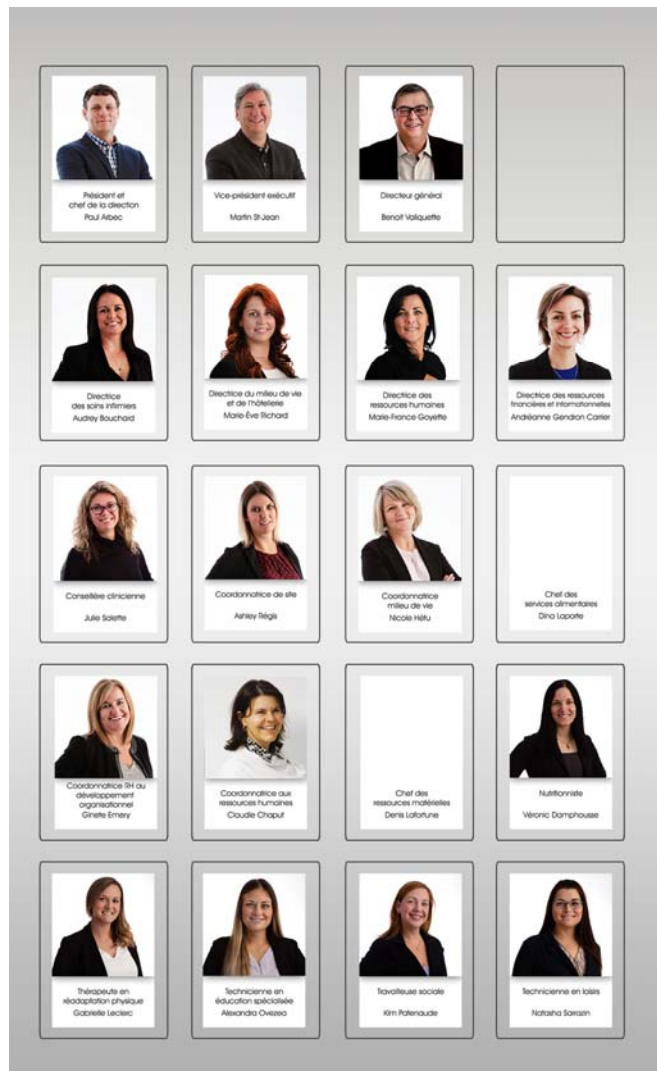 Président et
chef de la direction
Paul Arbec
Vice-président exécutif
Martin St-Jean
Directeur général
Benoit Valiquette
Directrice
des soins infirmiers
Audrey Bouchard
Directrice du milieu de vie
et de l'hôtellerie
Marie-Ève Richard
Directrice des
ressources humaines
Marie-France Goyette
Directrice des ressources
financières et informationnelles
Andréanne Gendron Carrier
Conseillère clinicienne
Julie Salette
Coordonnatrice de site
Ashley Régis
Coordonnatrice
milieu de vie
Nicole Hétu
Chef des
services alimentaires
Dina Laporte
Coordonnatrice RH au
développement
organisationnel
Ginette Emery
Coordonnatrice aux
ressources humaines
Claudie Chaput
Chef des
ressources matérielles
Denis Lafortune
Nutritionniste
Véronic Damphousse
Thérapeute en
réadaptation physique
Gabrielle Leclerc
Technicienne en
éducation spécialisée
Alexandra Ovezea
Travailleuse sociale
Kim Patenaude
Technicienne en loisirs
Natasha Sarrazin